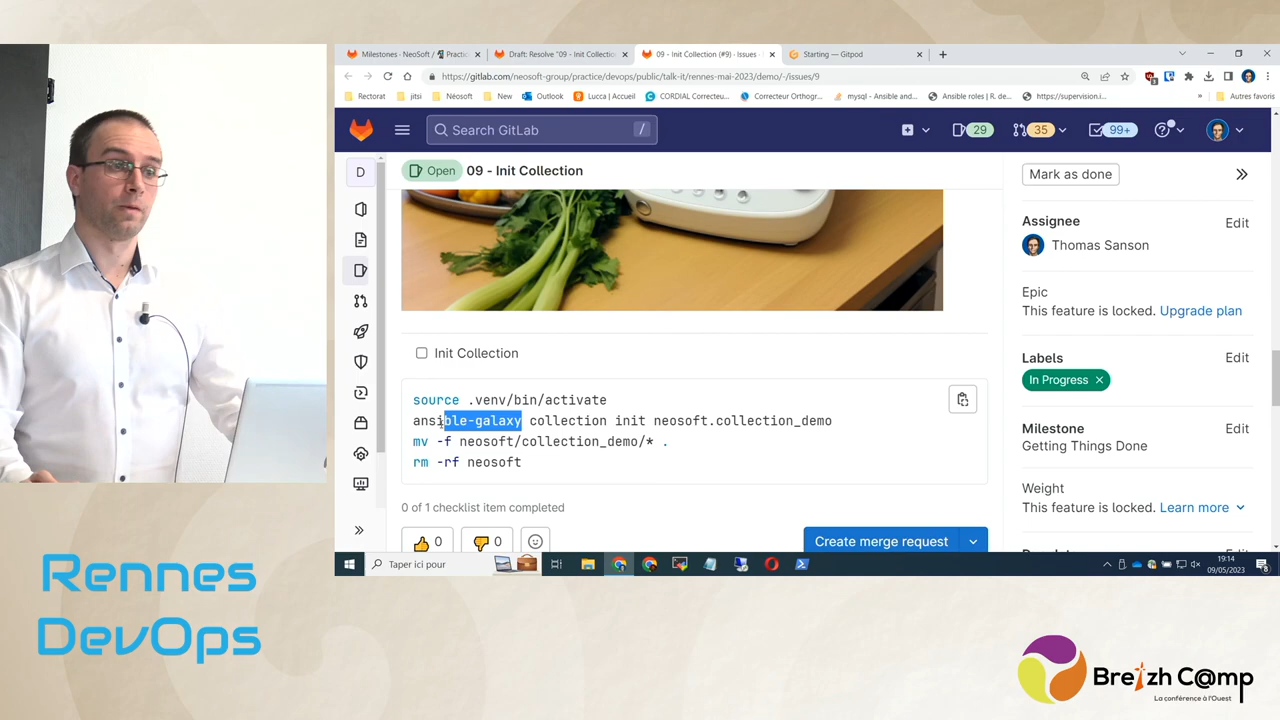 Milestones · NeoSoft /
Practic
Draft: Resolve "09 - Init Collection
09 - Init Collection (#9) · Issues ·
Starting — Gitpod
https://gitlab.com/neosoft-group/practice/devops/public/talk-it/rennes-mai-2023/demo/-/issues/9
Rectorat
jitsi
Néosoft
New
Outlook
Lucca | Accueil
CORDIAL Correcteu...
Correcteur Orthogr...
mysql - Ansible and...
Ansible roles | R. de...
https://supervision.i...
»
Autres favoris
Search GitLab
/
29
35
99+
D
Open
09 - Init Collection
Mark as done
Assignee
Edit
Thomas Sanson
Epic
This feature is locked. Upgrade plan
Init Collection
Labels
Edit
In Progress
source .venv/bin/activate
ansible-galaxy collection init neosoft.collection_demo
mv -f neosoft/collection_demo/* .
rm -rf neosoft
Milestone
Edit
Getting Things Done
Weight
This feature is locked. Learn more
0 of 1 checklist item completed
0
0
Create merge request
Edit
Taper ici pour
19:14
09/05/2023
8
Rennes
DevOps
Breizh C@mp
La conférence à l'Ouest